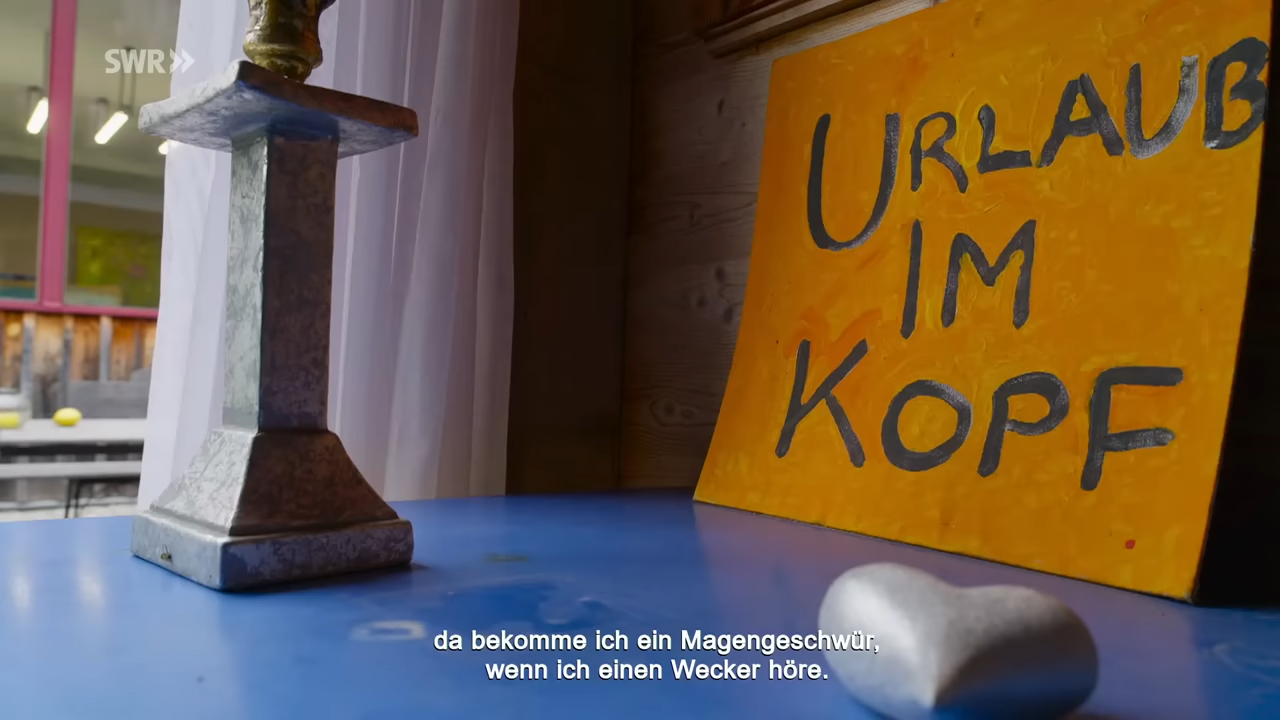 SWR
URLAUB
IM
KOPF
da bekomme ich ein Magengeschwür,
wenn ich einen Wecker höre.